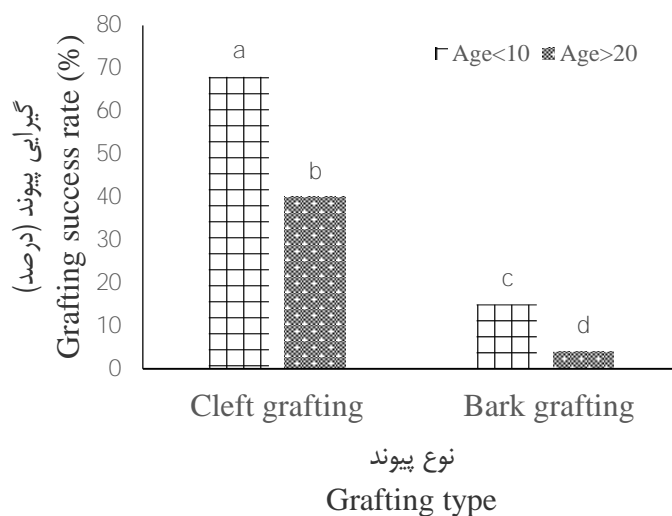 گیرایی پیوند (درصد)
Grafting success rate (%)
80
70
60
50
40
30
20
10
0
Age<10 Age>20
a
b
c
d
Cleft grafting Bark grafting
نوع پیوند
Grafting type